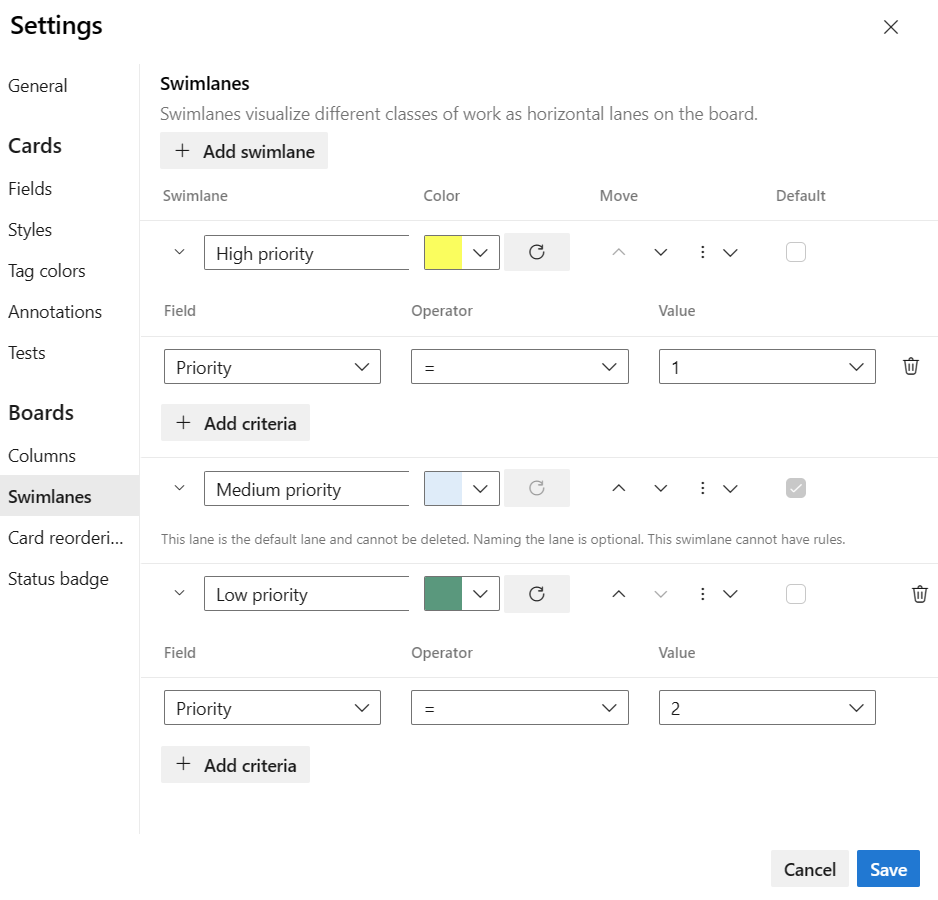 Settings
General
Cards
Fields
Styles
Tag colors
Annotations
Tests
Boards
Columns
Swimlanes
Card reorderi...
Status badge
Swimlanes
Swimlanes visualize different classes of work as horizontal lanes on the board.
Add swimlane
Swimlane Color Move Default
High priority
Field Operator Value
Priority = 1
Add criteria
Medium priority
This lane is the default lane and cannot be deleted. Naming the lane is optional. This swimlane cannot have rules.
Low priority
Field Operator Value
Priority = 2
Add criteria
Cancel Save